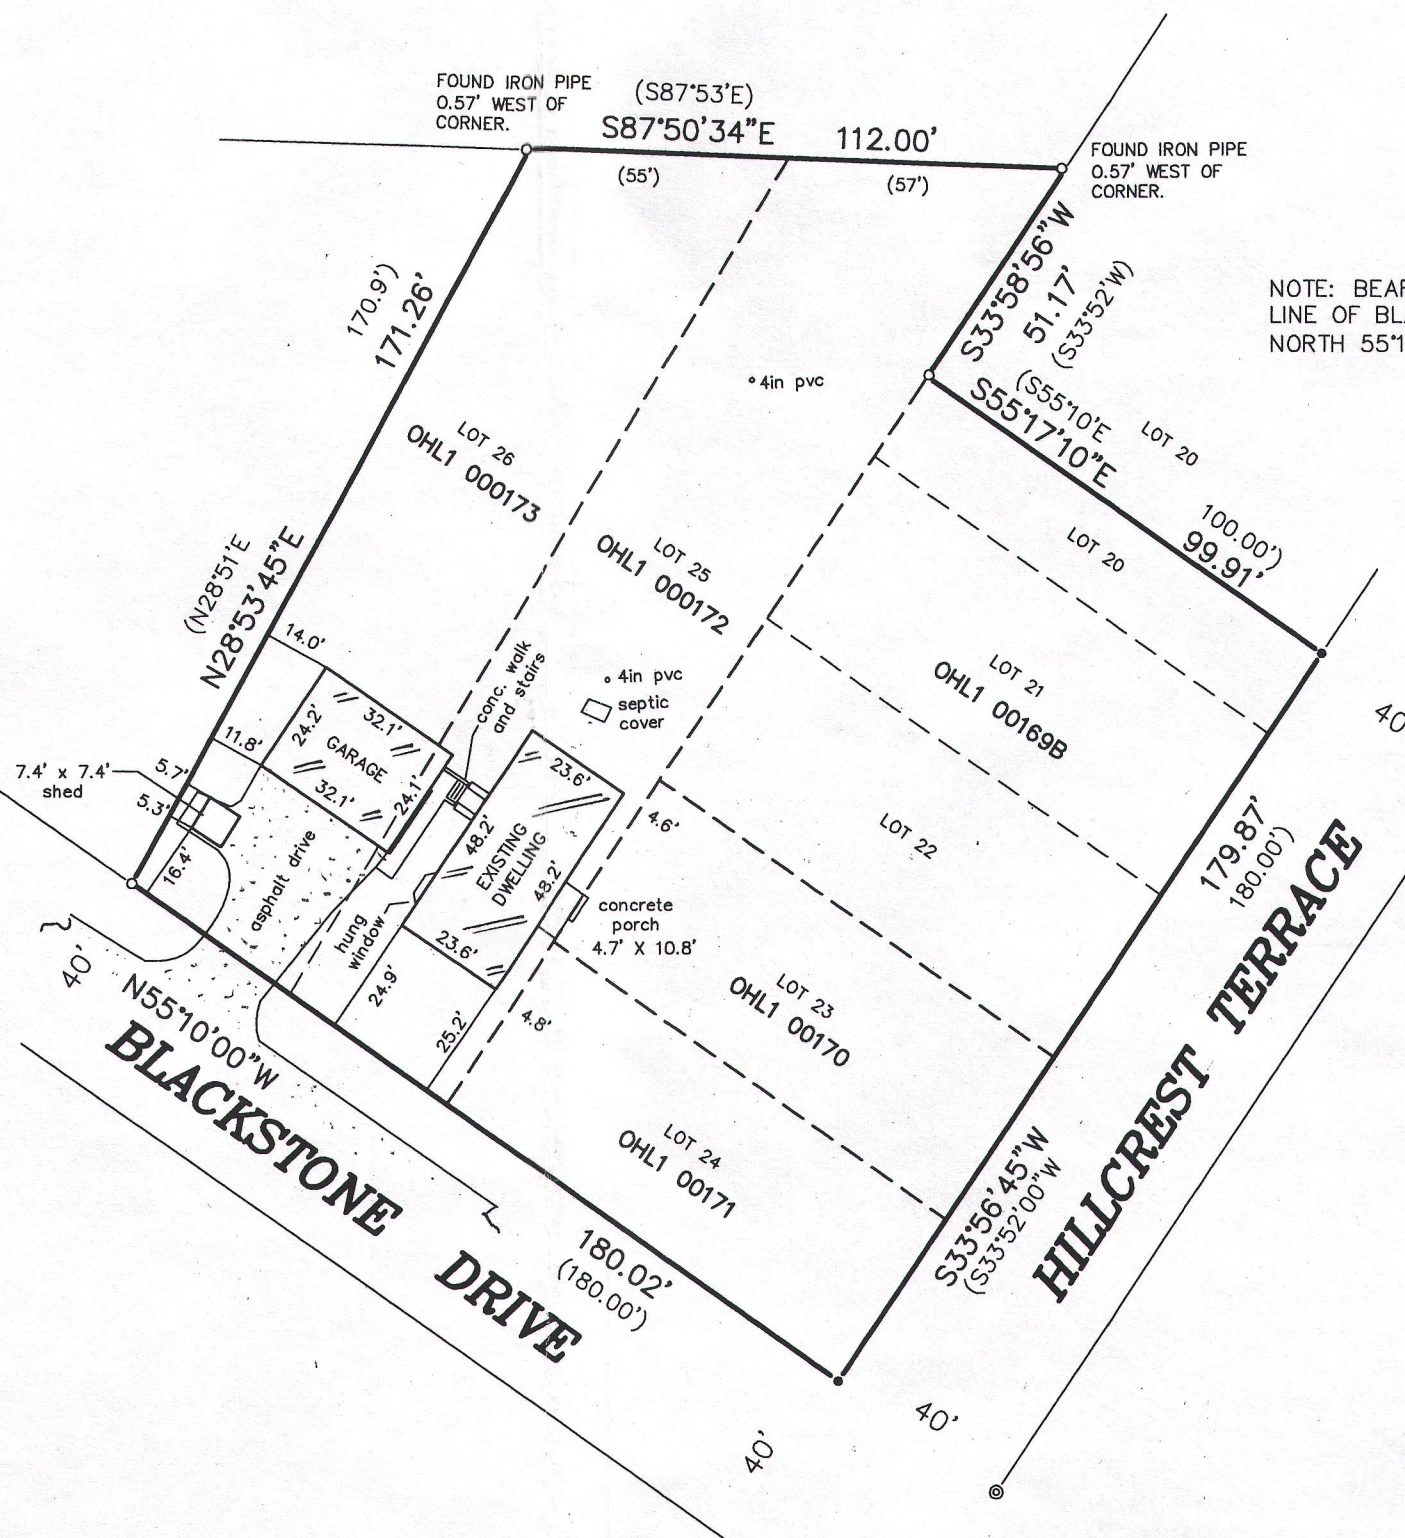 FOUND IRON PIPE
0.57' WEST OF
CORNER.
(S87°53'E)
S87°50'34"E 112.00'
(55')
(57')
FOUND IRON PIPE
0.57' WEST OF
CORNER.
S33°58'56"W
51.17'
(S33°52'W)
170.9')
171.26'
(N28°51'E
N28°53'45"E
4in pvc
(S55°10'E
S55°17'10"E
100.00')
99.91'
LOT 20
NOTE: BEAR
LINE OF BLA
NORTH 55°1
LOT 26
OHL1 000173
LOT 25
OHL1 000172
LOT 20
LOT 21
OHL1 00169B
LOT 22
LOT 23
OHL1 00170
LOT 24
OHL1 00171
14.0'
11.8'
24.2'
32.1'
GARAGE
32.1'
24.1'
conc. walk
and stairs
4in pvc
septic
cover
7.4' x 7.4'
shed
5.7'
5.3'
16.4'
asphalt drive
23.6'
48.2'
EXISTING
DWELLING
48.2'
23.6'
hung
window
24.9'
25.2'
4.6'
4.8'
concrete
porch
4.7' X 10.8'
179.87'
180.00')
S33°56'45"W
(S33°52'00"W
HILLCREST TERRACE
40'
40'
N55°10'00"W
180.02'
(180.00')
BLACKSTONE DRIVE
40'
40'